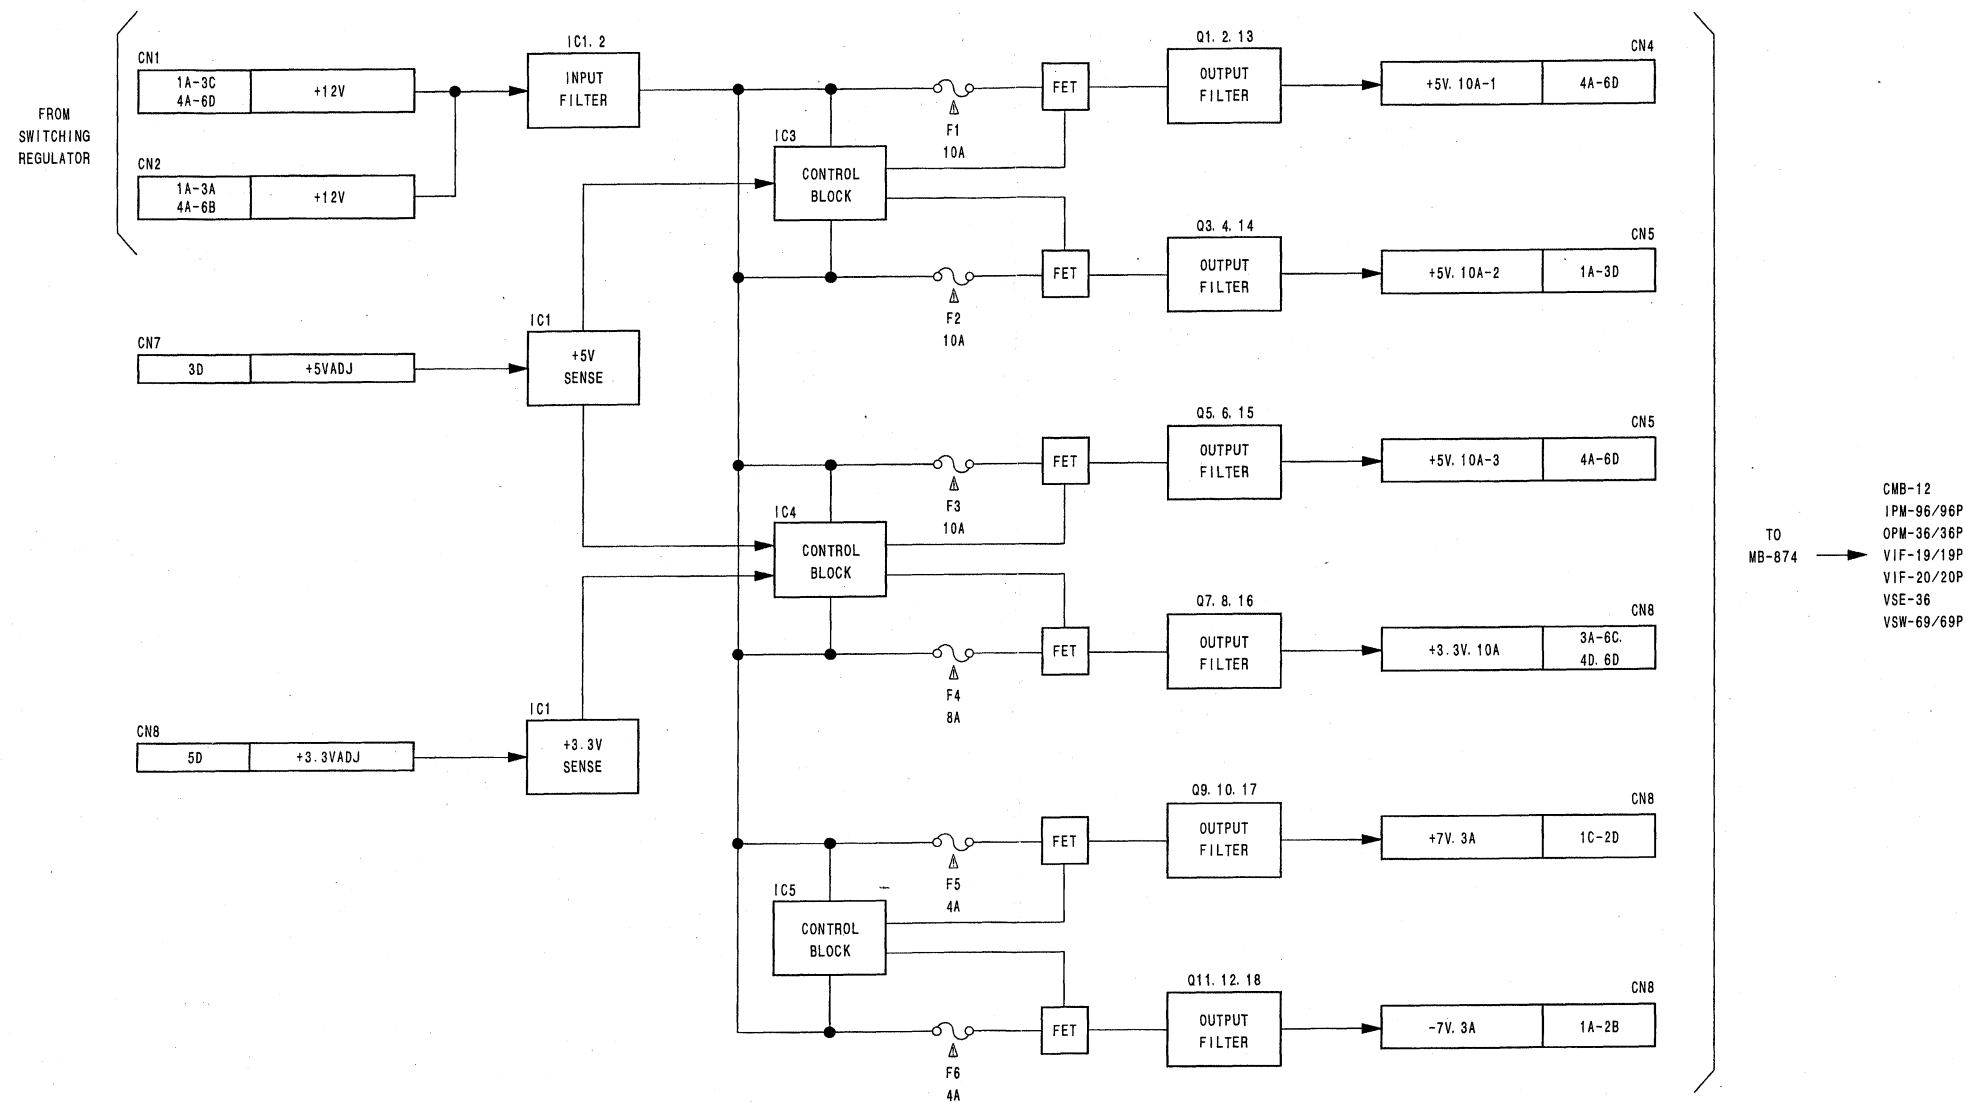 FROM
SWITCHING
REGULATOR
CN1
1A-3C
4A-6D
+12V
CN2
1A-3A
4A-6B
+12V
IC1. 2
INPUT
FILTER
CN7
3D
+5VADJ
IC1
+5V
SENSE
CN8
5D
+3.3VADJ
IC1
+3.3V
SENSE
IC3
CONTROL
BLOCK
IC4
CONTROL
BLOCK
IC5
CONTROL
BLOCK
F1
10A
FET
Q1. 2. 13
OUTPUT
FILTER
CN4
+5V. 10A-1
4A-6D
F2
10A
FET
Q3. 4. 14
OUTPUT
FILTER
CN5
+5V. 10A-2
1A-3D
F3
10A
FET
Q5. 6. 15
OUTPUT
FILTER
CN5
+5V. 10A-3
4A-6D
F4
8A
FET
Q7. 8. 16
OUTPUT
FILTER
CN8
+3.3V. 10A
3A-6C.
4D. 6D
F5
4A
FET
Q9. 10. 17
OUTPUT
FILTER
CN8
+7V. 3A
1C-2D
F6
4A
FET
Q11. 12. 18
OUTPUT
FILTER
CN8
-7V. 3A
1A-2B
TO
MB-874
CMB-12
IPM-96/96P
OPM-36/36P
VIF-19/19P
VIF-20/20P
VSE-36
VSW-69/69P